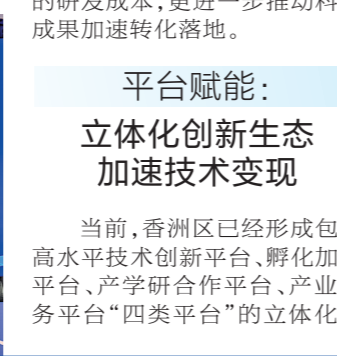 的研发成本，更进一步推动科
成果加速转化落地。
平台赋能：
立体化创新生态
加速技术变现
当前，香洲区已经形成包
高水平技术创新平台、孵化加
平台、产学研合作平台、产业
务平台“四类平台”的立体化